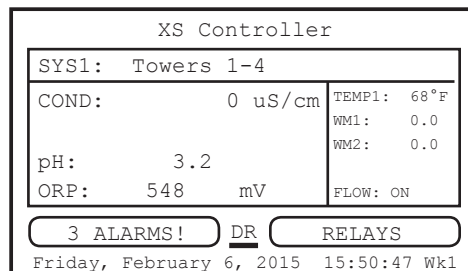 XS Controller
SYS1: Towers 1-4
COND: 0 uS/cm
TEMP1: 68°F
WM1: 0.0
WM2: 0.0
pH: 3.2
ORP: 548 mV
FLOW: ON
3 ALARMS! DR RELAYS
Friday, February 6, 2015 15:50:47 Wk1